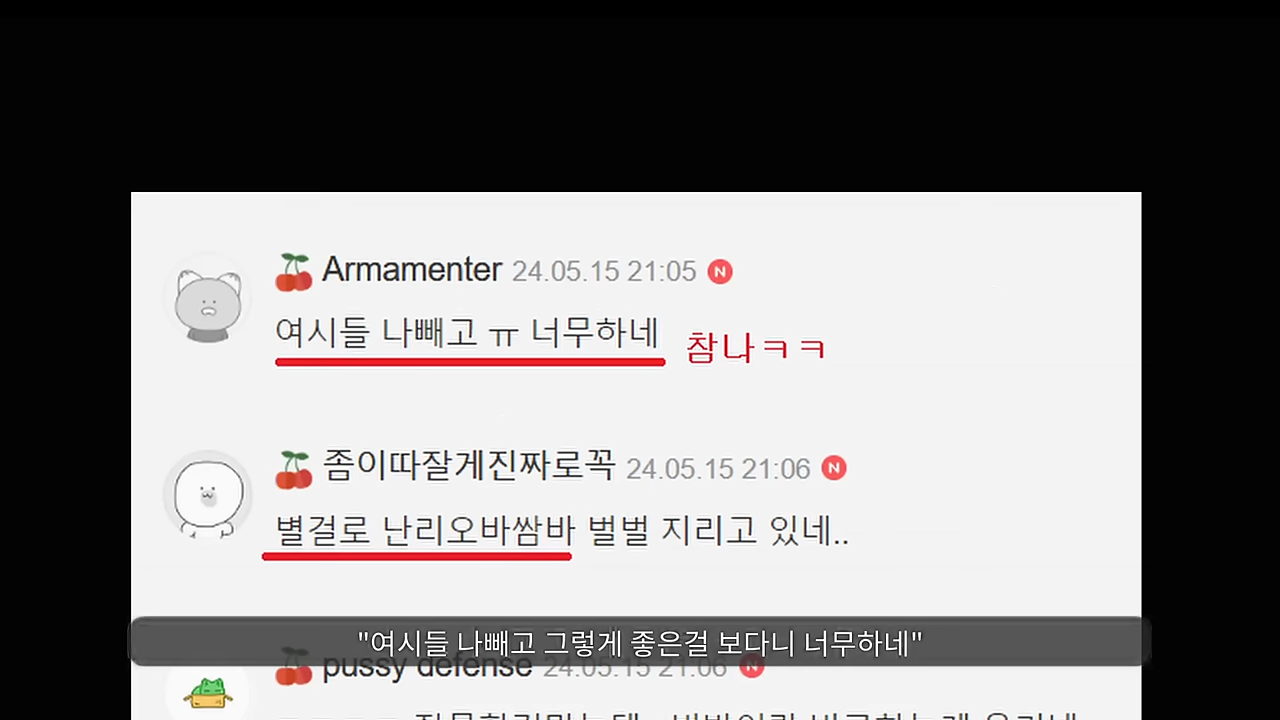 Armamenter 24.05.15 21:05 N
여시들 나빼고 ㅠ 너무하네 참나ㅋㅋ
좀이따잘게진짜로꼭 24.05.15 21:06 N
별걸로 난리오바쌈바 벌벌 지리고 있네..
"여시들 나빼고 그렇게 좋은걸 보다니 너무하네"
pussy defense 24.05.15 21:06 N